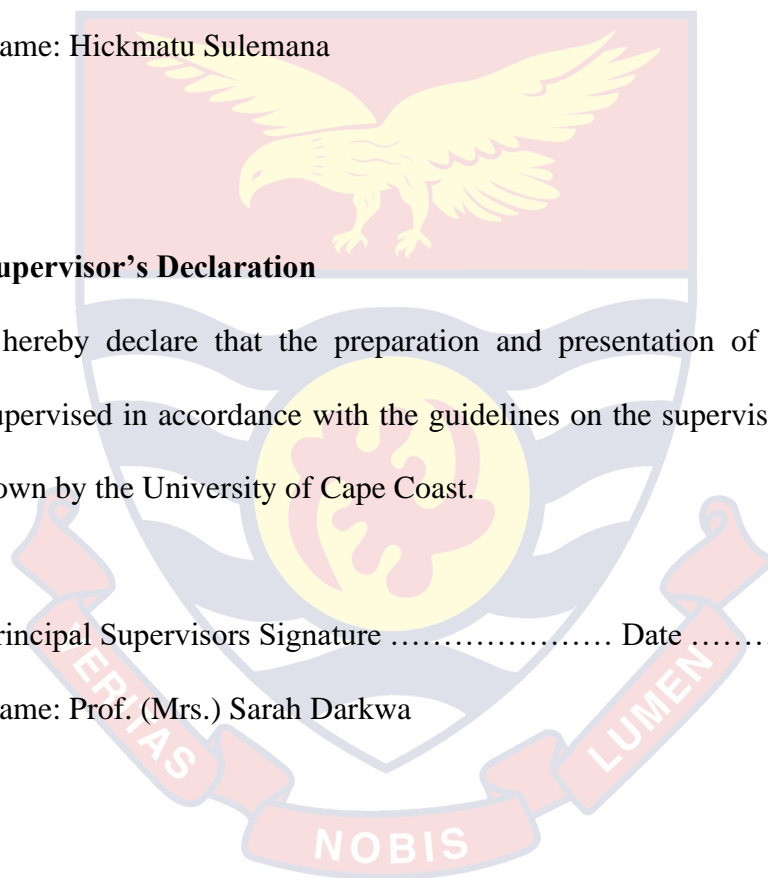 ame: Hickmatu Sulemana
upervisor’s Declaration
hereby declare that the preparation and presentation of
upervised in accordance with the guidelines on the supervis
own by the University of Cape Coast.
rincipal Supervisors Signature ………………… Date …….
ame: Prof. (Mrs.) Sarah Darkwa
VERITAS
NOBIS
LUMEN